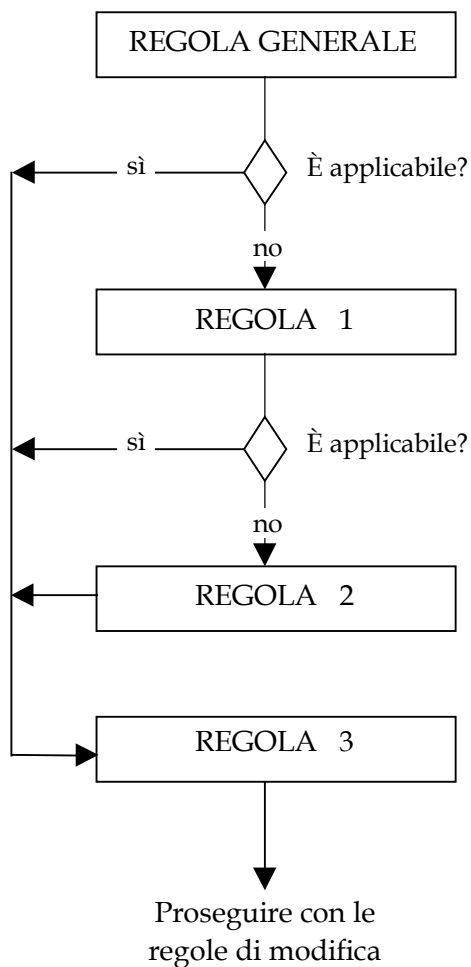 REGOLA GENERALE
sì
È applicabile?
no
REGOLA 1
sì
È applicabile?
no
REGOLA 2
REGOLA 3
Proseguire con le
regole di modifica